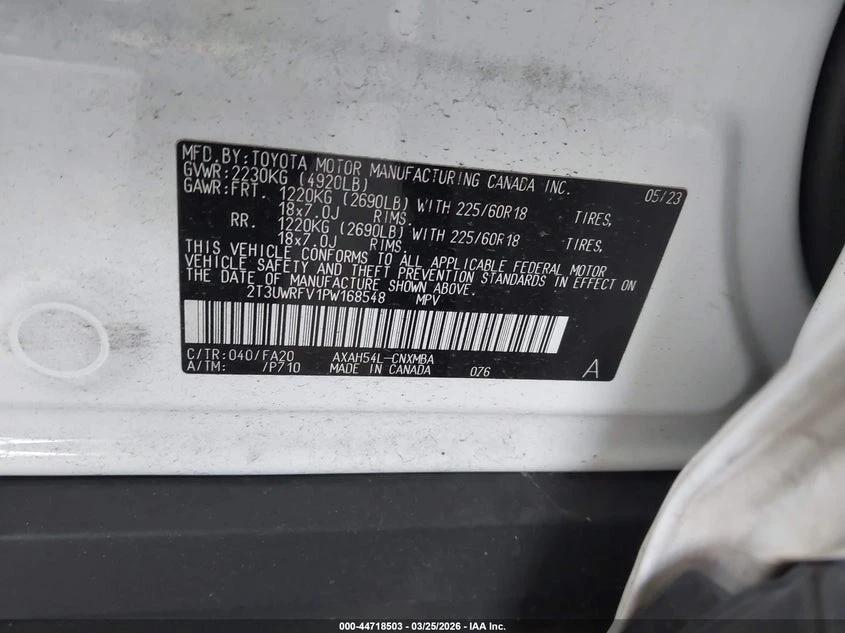 MFD.BY:TOYOTA MOTOR MANUFACTURING CANADA INC. 05/23
GVWR:2230KG (4920LB)
GAWR:FRT. 1220KG (2690LB) WITH 225/60R18 TIRES,
18x7.0J RIMS.
RR. 1220KG (2690LB) WITH 225/60R18 TIRES,
18x7.0J RIMS.
THIS VEHICLE CONFORMS TO ALL APPLICABLE FEDERAL MOTOR
VEHICLE SAFETY AND THEFT PREVENTION STANDARDS IN EFFECT ON
THE DATE OF MANUFACTURE SHOWN ABOVE.
2T3UWRFV1PW168548 MPV
C/TR:040/FA20 AXAH54L-CNXMBA
A/TM: /P710 MADE IN CANADA 076 A
000-44718503 — 03/25/2026 — IAA Inc.